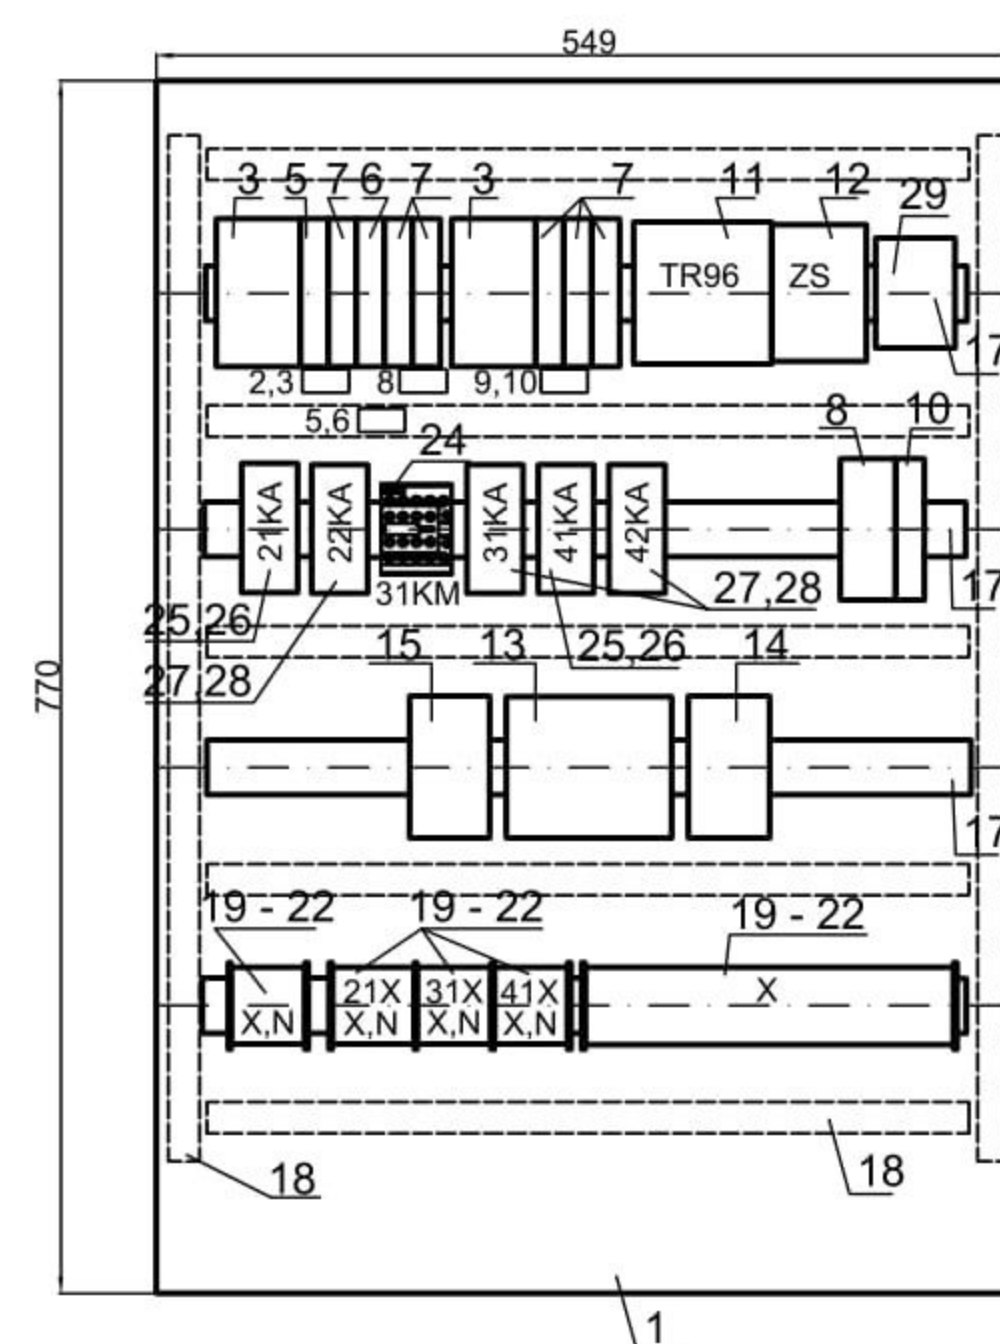 549
770
3 5 7 6 7 3 7 11 12 29
TR96 ZS
17
2,3 8 9,10
5,6 24 8 10
21KA 22KA 31KA 41KA 42KA
31KM
17
25,26 27,28
27,28 15 13 25,26 14
17
19 - 22 19 - 22 19 - 22
21X 31X 41X X
X,N X,N X,N X,N
18 18
1